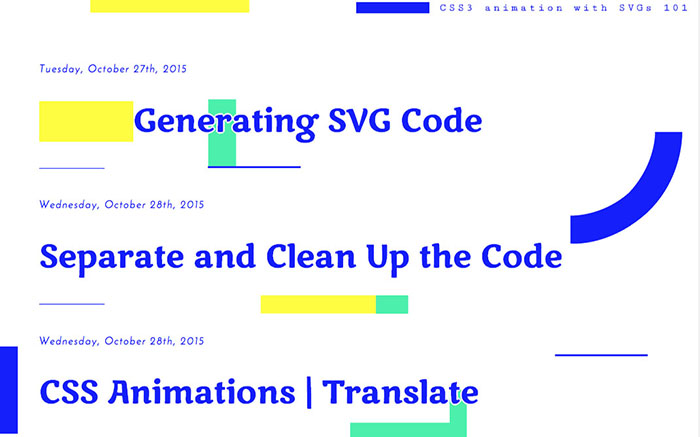 CSS3 animation with SVGs 101
Tuesday, October 27th, 2015
Generating SVG Code
Wednesday, October 28th, 2015
Separate and Clean Up the Code
Wednesday, October 28th, 2015
CSS Animations | Translate